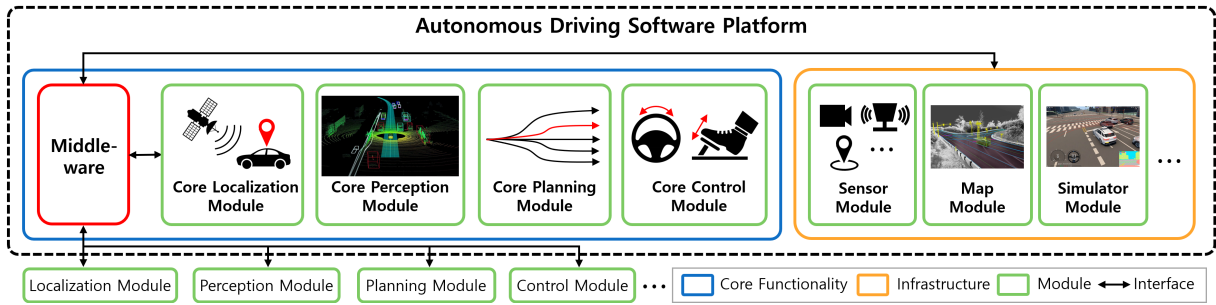 Autonomous Driving Software Platform
Middle-
ware
Core Localization
Module
Core Perception
Module
Core Planning
Module
Core Control
Module
Sensor
Module
Map
Module
Simulator
Module
Localization Module
Perception Module
Planning Module
Control Module
Core Functionality
Infrastructure
Module
Interface